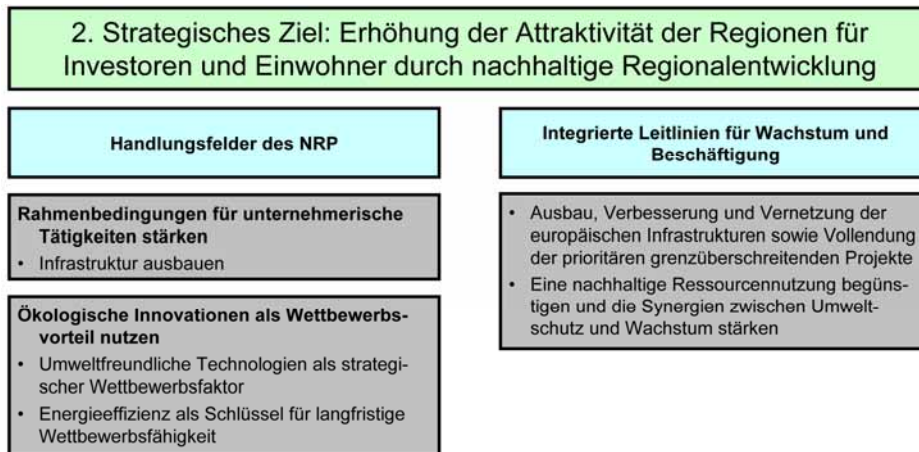 2. Strategisches Ziel: Erhöhung der Attraktivität der Regionen für
Investoren und Einwohner durch nachhaltige Regionalentwicklung
Handlungsfelder des NRP
Rahmenbedingungen für unternehmerische
Tätigkeiten stärken
• Infrastruktur ausbauen
Ökologische Innovationen als Wettbewerbs-
vorteil nutzen
• Umweltfreundliche Technologien als strategi-
scher Wettbewerbsfaktor
• Energieeffizienz als Schlüssel für langfristige
Wettbewerbsfähigkeit
Integrierte Leitlinien für Wachstum und
Beschäftigung
• Ausbau, Verbesserung und Vernetzung der
europäischen Infrastrukturen sowie Vollendung
der prioritären grenzüberschreitenden Projekte
• Eine nachhaltige Ressourcennutzung begüns-
tigen und die Synergien zwischen Umwelt-
schutz und Wachstum stärken